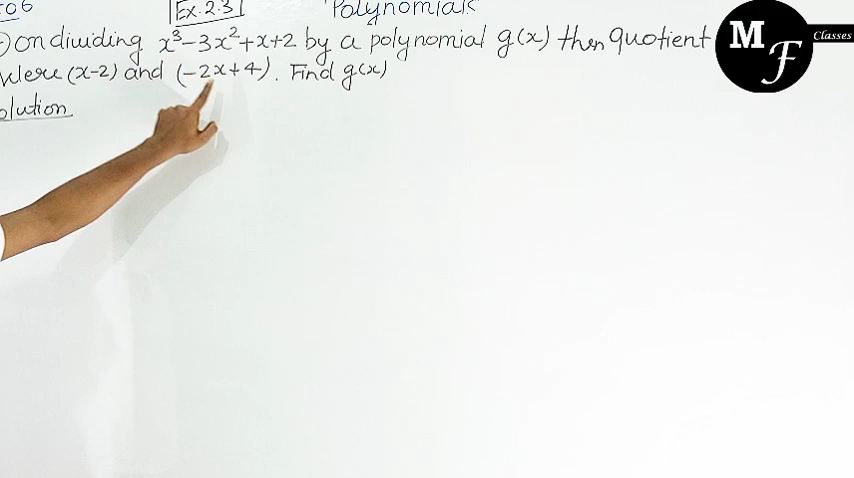 Ex. 2.3 Polynomials
on dividing x³-3x²+x+2 by a polynomial g(x) then quotient
were (x-2) and (-2x+4). Find g(x)
olution
M F Classes